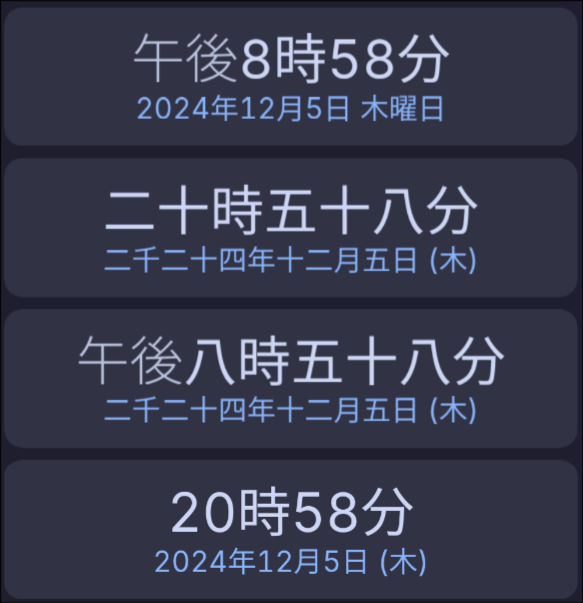 午後8時58分
2024年12月5日 木曜日
二十時五十八分
二千二十四年十二月五日 (木)
午後八時五十八分
二千二十四年十二月五日 (木)
20時58分
2024年12月5日 (木)